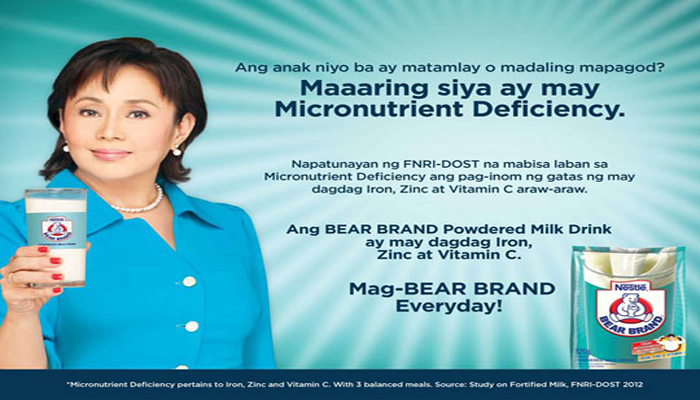 Ang anak niyo ba ay matamlay o madaling mapagod?
Maaaring siya ay may
Micronutrient Deficiency.
Napatunayan ng FNRI-DOST na mabisa laban sa
Micronutrient Deficiency ang pag-inom ng gatas ng may
dagdag Iron, Zinc at Vitamin C araw-araw.
Ang BEAR BRAND Powdered Milk Drink
ay may dagdag Iron,
Zinc at Vitamin C.
Mag-BEAR BRAND
Everyday!
BEAR BRAND
Nestlé
BEAR BRAND
*Micronutrient Deficiency pertains to Iron, Zinc and Vitamin C. With 3 balanced meals. Source: Study on Fortified Milk, FNRI-DOST 2012